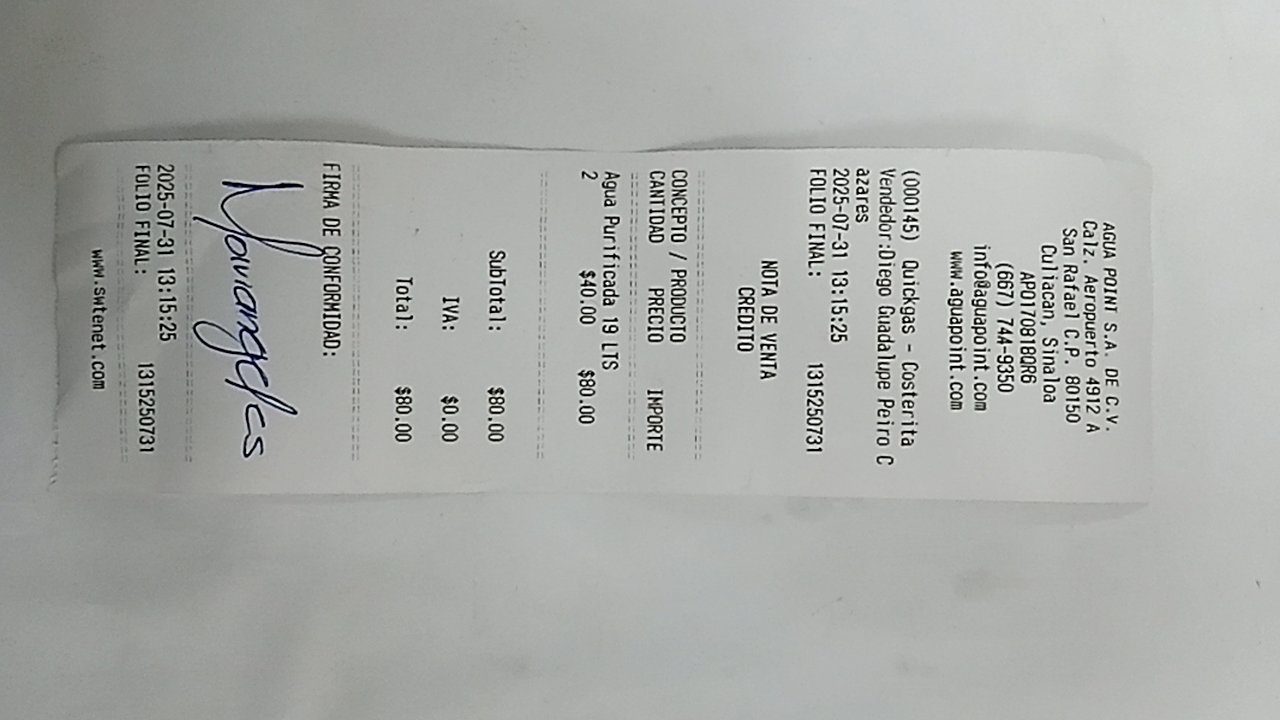 AGUA POINT S.A. DE C.V.
Calz. Aeropuerto 4912 A
San Rafael C.P. 80150
Culiacan, Sinaloa
APO170818QR6
(667) 744-9350
info@aguapoint.com
www.aguapoint.com
(000145) Quickgas - Costerita
Vendedor:Diego Guadalupe Peiro C
azares
2025-07-31 13:15:25
FOLIO FINAL: 1315250731
NOTA DE VENTA
CREDITO
CONCEPTO / PRODUCTO
CANTIDAD PRECIO IMPORTE
Agua Purificada 19 LTS
2 $40.00 $80.00
SubTotal: $80.00
IVA: $0.00
Total: $80.00
FIRMA DE CONFORMIDAD:
Mariangeles
2025-07-31 13:15:25
FOLIO FINAL: 1315250731
www.swtenet.com